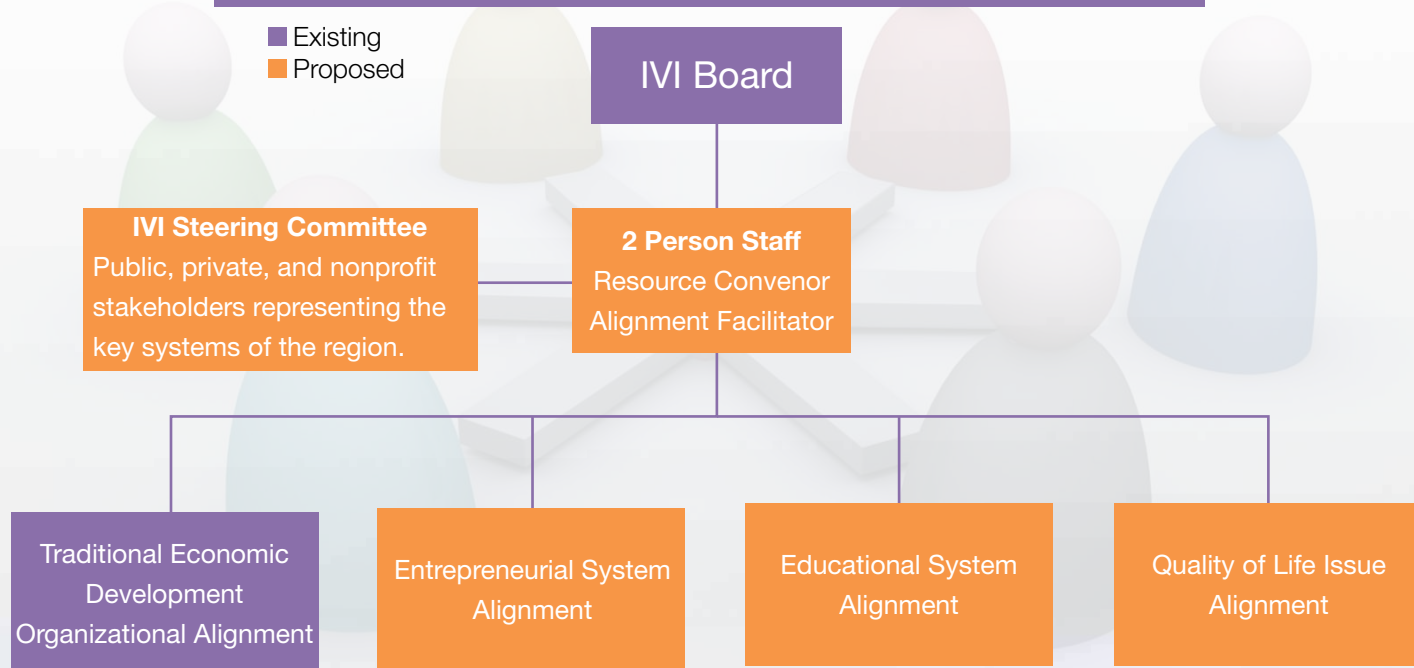 Existing
Proposed
IVI Board
IVI Steering Committee
Public, private, and nonprofit
stakeholders representing the
key systems of the region.
2 Person Staff
Resource Convenor
Alignment Facilitator
Traditional Economic
Development
Organizational Alignment
Entrepreneurial System
Alignment
Educational System
Alignment
Quality of Life Issue
Alignment